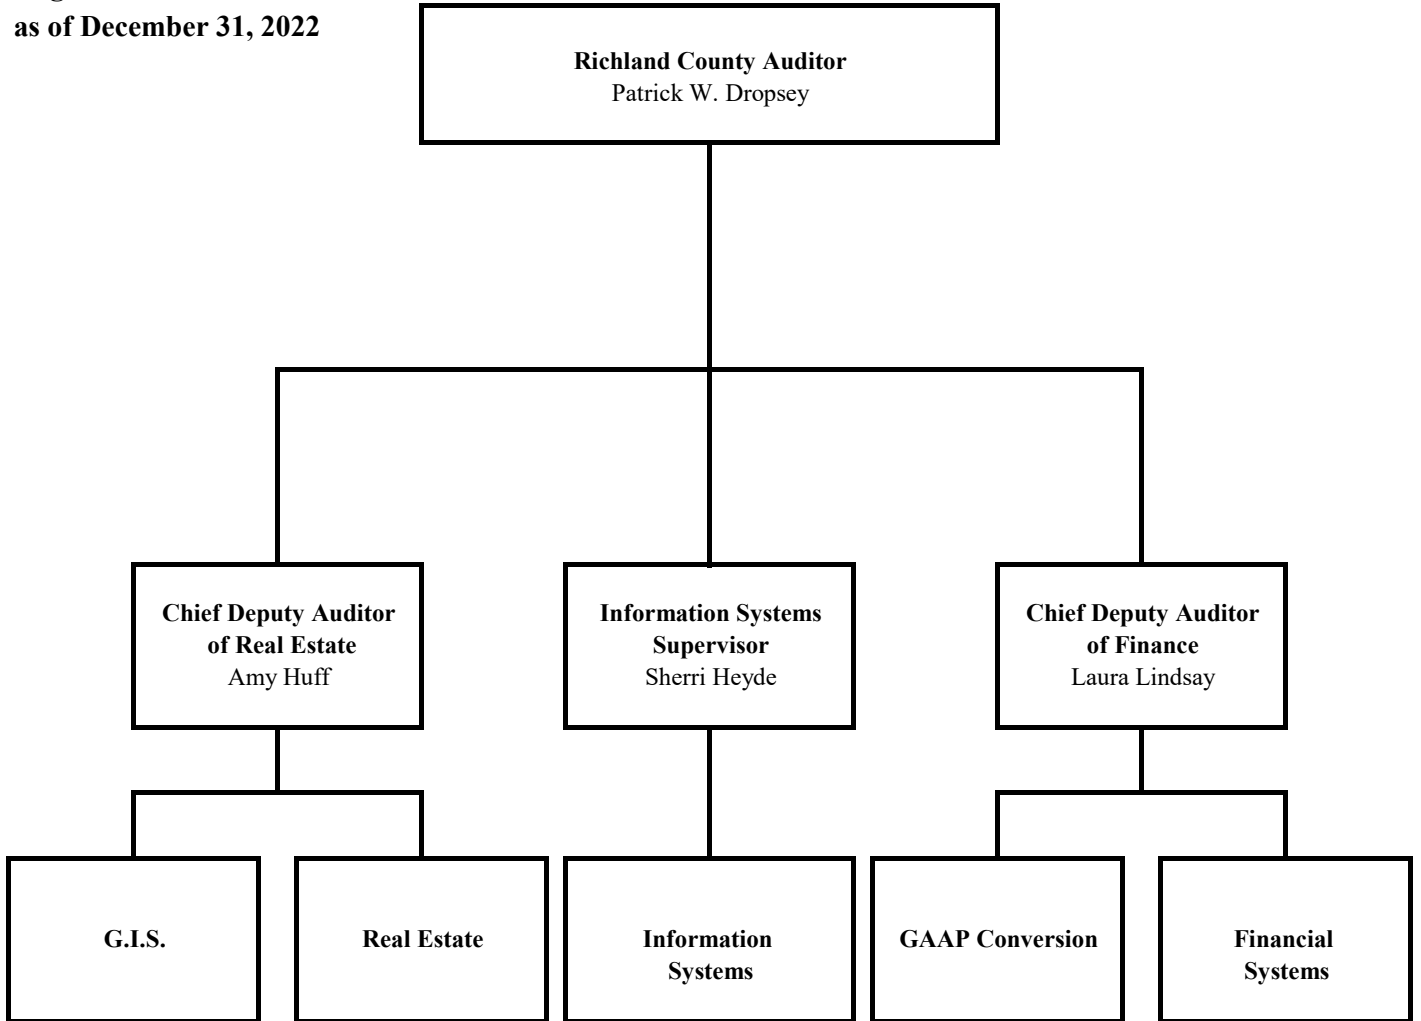 as of December 31, 2022
Richland County Auditor
Patrick W. Dropsey
Chief Deputy Auditor
of Real Estate
Amy Huff
Information Systems
Supervisor
Sherri Heyde
Chief Deputy Auditor
of Finance
Laura Lindsay
G.I.S.
Real Estate
Information
Systems
GAAP Conversion
Financial
Systems